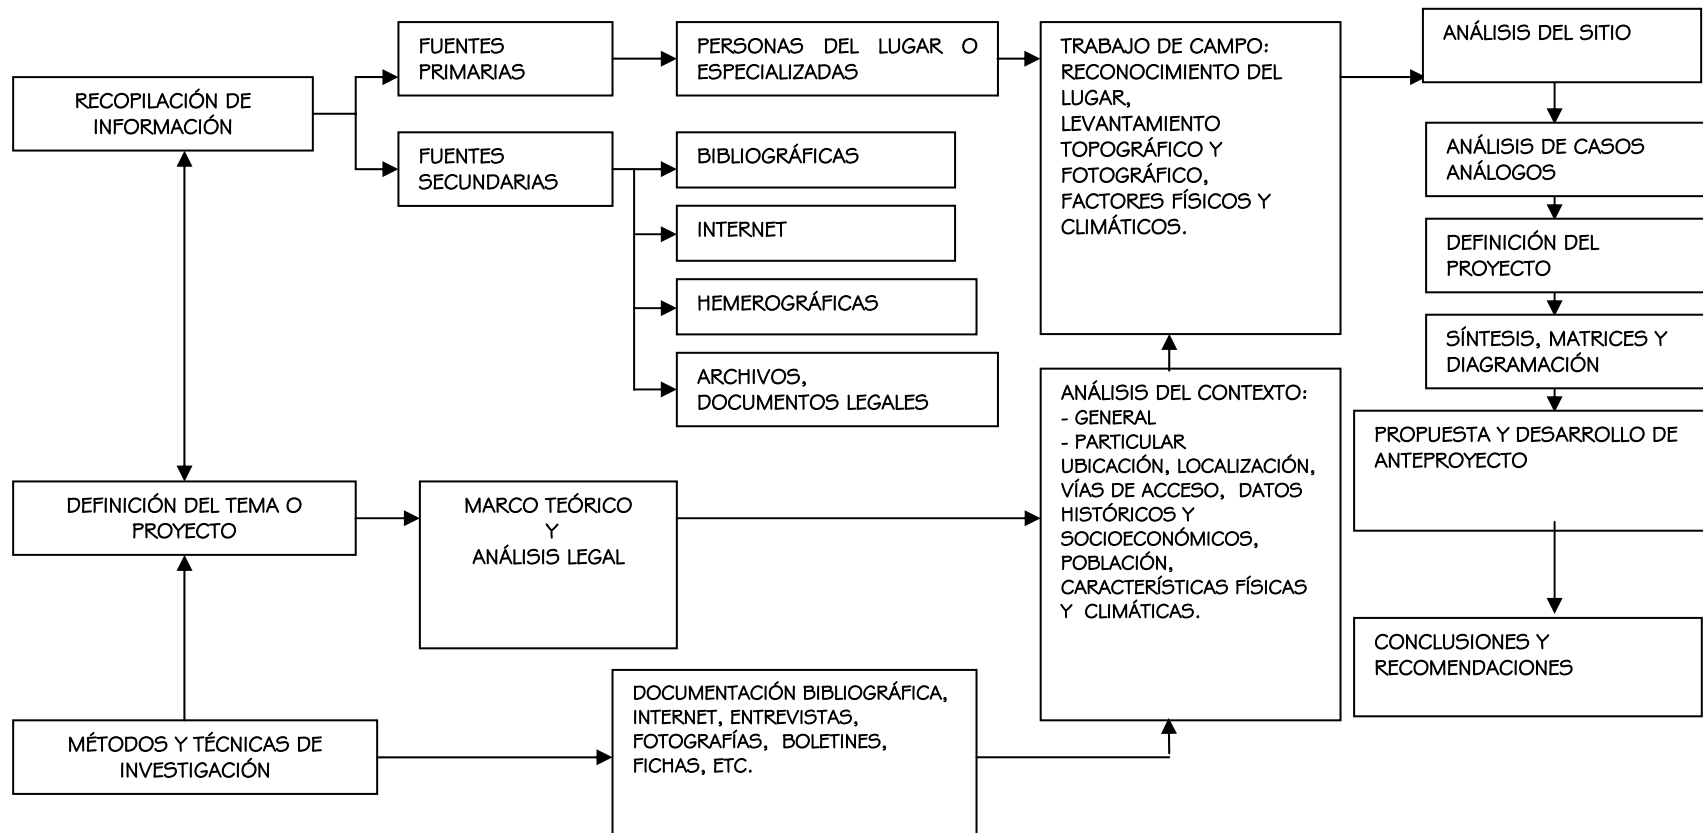 RECOPILACIÓN DE
INFORMACIÓN
FUENTES
PRIMARIAS
FUENTES
SECUNDARIAS
PERSONAS DEL LUGAR O
ESPECIALIZADAS
BIBLIOGRÁFICAS
INTERNET
HEMEROGRÁFICAS
ARCHIVOS,
DOCUMENTOS LEGALES
TRABAJO DE CAMPO:
RECONOCIMIENTO DEL
LUGAR,
LEVANTAMIENTO
TOPOGRÁFICO Y
FOTOGRÁFICO,
FACTORES FÍSICOS Y
CLIMÁTICOS.
ANÁLISIS DEL SITIO
ANÁLISIS DE CASOS
ANÁLOGOS
DEFINICIÓN DEL
PROYECTO
SÍNTESIS, MATRICES Y
DIAGRAMACIÓN
PROPUESTA Y DESARROLLO DE
ANTEPROYECTO
CONCLUSIONES Y
RECOMENDACIONES
DEFINICIÓN DEL TEMA O
PROYECTO
MARCO TEÓRICO
Y
ANÁLISIS LEGAL
ANÁLISIS DEL CONTEXTO:
- GENERAL
- PARTICULAR
UBICACIÓN, LOCALIZACIÓN,
VÍAS DE ACCESO, DATOS
HISTÓRICOS Y
SOCIOECONÓMICOS,
POBLACIÓN,
CARACTERÍSTICAS FÍSICAS
Y CLIMÁTICAS.
MÉTODOS Y TÉCNICAS DE
INVESTIGACIÓN
DOCUMENTACIÓN BIBLIOGRÁFICA,
INTERNET, ENTREVISTAS,
FOTOGRAFÍAS, BOLETINES,
FICHAS, ETC.